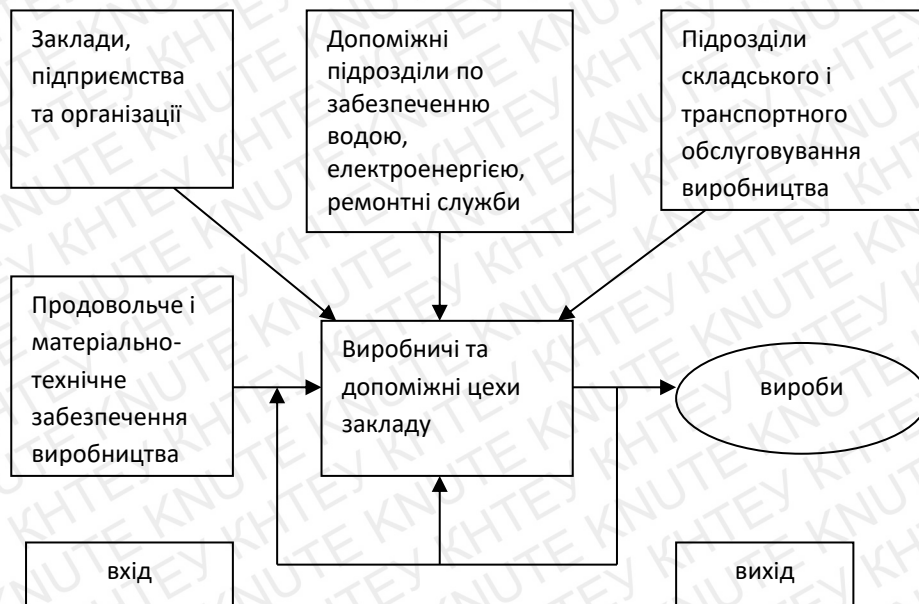 Заклади,
підприємства
та організації
Допоміжні
підрозділи по
забезпеченню
водою,
електроенергією,
ремонтні служби
Підрозділи
складського і
транспортного
обслуговування
виробництва
Продовольче і
матеріально-
технічне
забезпечення
виробництва
Виробничі та
допоміжні цехи
закладу
вироби
вхід
вихід